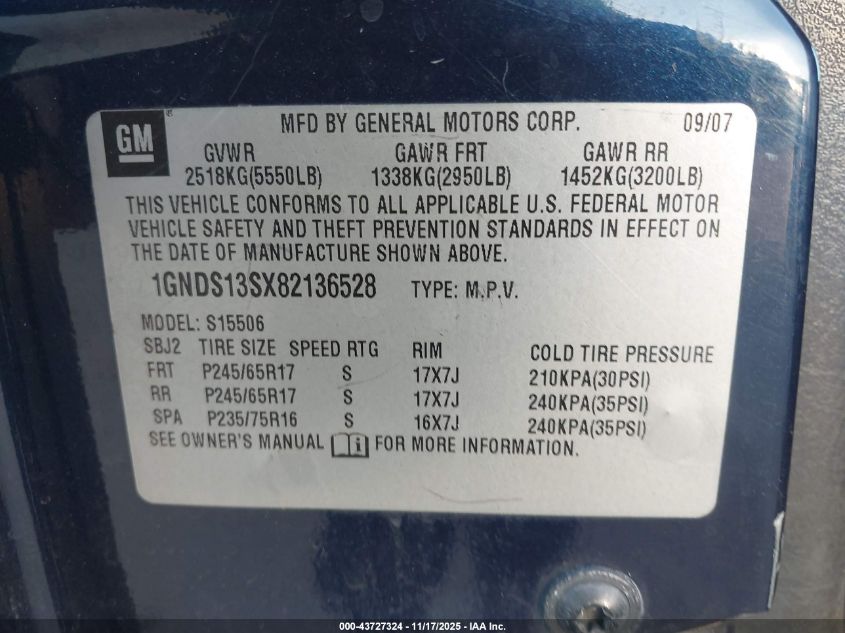 GM
®
MFD BY GENERAL MOTORS CORP. 09/07
GVWR GAWR FRT GAWR RR
2518KG(5550LB) 1338KG(2950LB) 1452KG(3200LB)
THIS VEHICLE CONFORMS TO ALL APPLICABLE U.S. FEDERAL MOTOR
VEHICLE SAFETY AND THEFT PREVENTION STANDARDS IN EFFECT ON
THE DATE OF MANUFACTURE SHOWN ABOVE.
1GNDS13SX82136528 TYPE: M.P.V.
MODEL: S15506
SBJ2 TIRE SIZE SPEED RTG RIM COLD TIRE PRESSURE
FRT P245/65R17 S 17X7J 210KPA(30PSI)
RR P245/65R17 S 17X7J 240KPA(35PSI)
SPA P235/75R16 S 16X7J 240KPA(35PSI)
SEE OWNER'S MANUAL i FOR MORE INFORMATION.
000-43727324 - 11/17/2025 - IAA Inc.